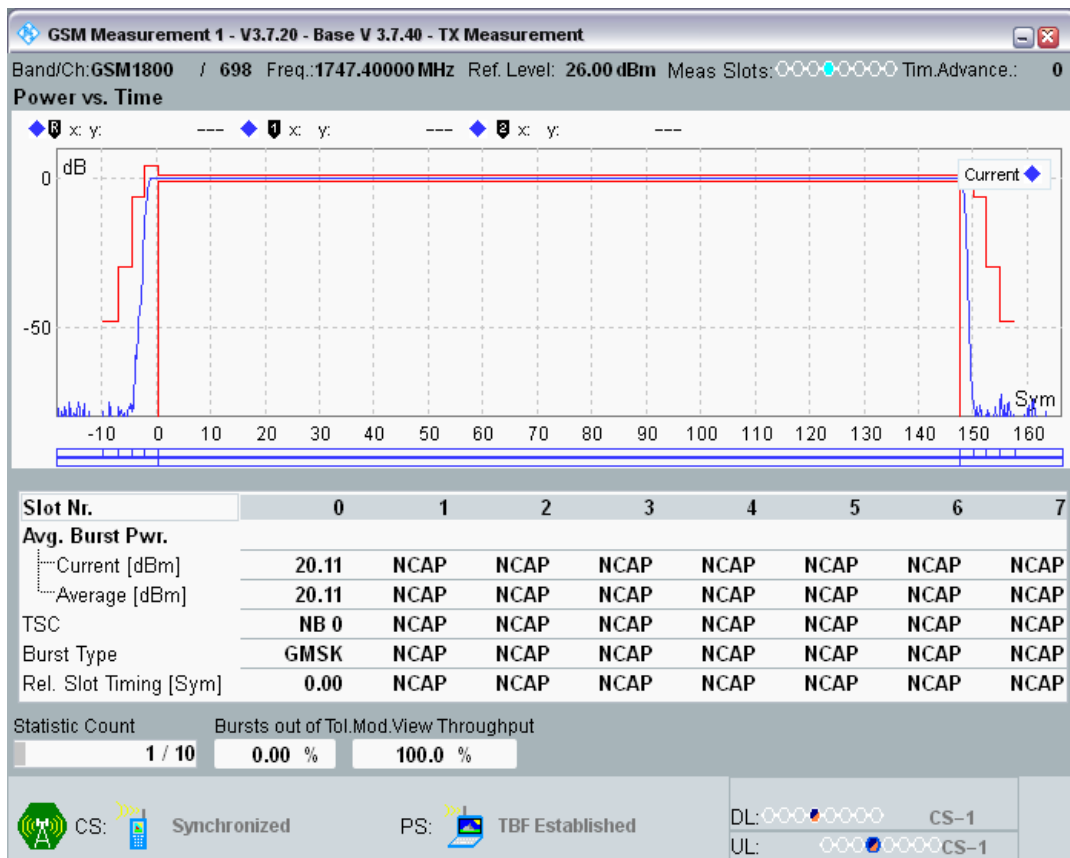 GSM Measurement 1 - V3.7.20 - Base V 3.7.40 - TX Measurement
Band/Ch:GSM1800 / 698 Freq.:1747.40000 MHz Ref. Level: 26.00 dBm Meas Slots: Tim.Advance.: 0
Power vs. Time
R x: y: --- 1 x: y: --- 2 x: y: ---
dB
Current
0
-50
Sym
-10 0 10 20 30 40 50 60 70 80 90 100 110 120 130 140 150 160
Slot Nr. 0 1 2 3 4 5 6 7
Avg. Burst Pwr.
Current [dBm] 20.11 NCAP NCAP NCAP NCAP NCAP NCAP NCAP
Average [dBm] 20.11 NCAP NCAP NCAP NCAP NCAP NCAP NCAP
TSC NB 0 NCAP NCAP NCAP NCAP NCAP NCAP NCAP
Burst Type GMSK NCAP NCAP NCAP NCAP NCAP NCAP NCAP
Rel. Slot Timing [Sym] 0.00 NCAP NCAP NCAP NCAP NCAP NCAP NCAP
Statistic Count Bursts out of Tol.Mod.View Throughput
1 / 10 0.00 % 100.0 %
CS: Synchronized PS: TBF Established
DL: CS-1
UL: CS-1